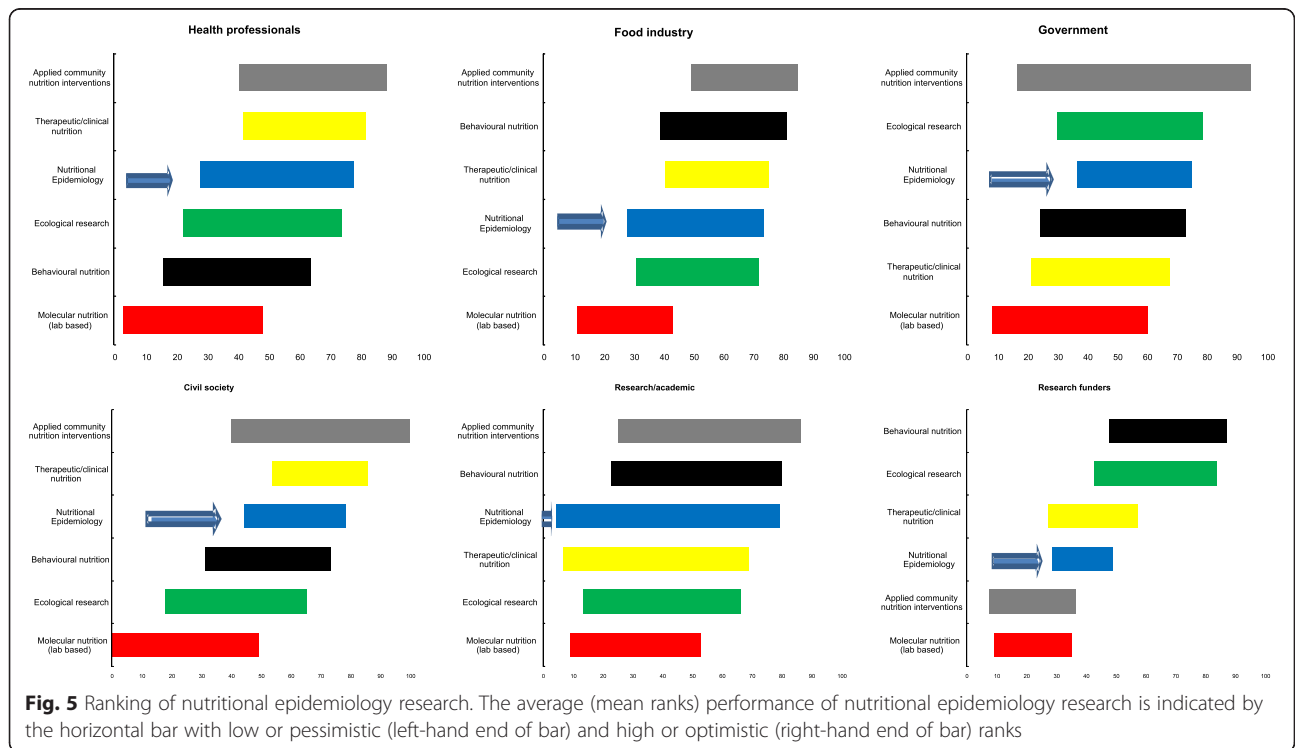 Health professionals
Applied community
nutrition interventions
Therapeutic/clinical
nutrition
Nutritional
Epidemiology
Ecological research
Behavioural nutrition
Molecular nutrition
(lab based)
0 10 20 30 40 50 60 70 80 90 100
Food industry
Applied community
nutrition interventions
Behavioural nutrition
Therapeutic/clinical
nutrition
Nutritional
Epidemiology
Ecological research
Molecular nutrition
(lab based)
0 10 20 30 40 50 60 70 80 90 100
Government
Applied community
nutrition interventions
Ecological research
Nutritional
Epidemiology
Behavioural nutrition
Therapeutic/clinical
nutrition
Molecular nutrition
(lab based)
0 10 20 30 40 50 60 70 80 90 100
Civil society
Applied community
nutrition interventions
Therapeutic/clinical
nutrition
Nutritional
Epidemiology
Behavioural nutrition
Ecological research
Molecular nutrition
(lab based)
0 10 20 30 40 50 60 70 80 90 100
Research/academic
Applied community
nutrition interventions
Behavioural nutrition
Nutritional
Epidemiology
Therapeutic/clinical
nutrition
Ecological research
Molecular nutrition
(lab based)
0 10 20 30 40 50 60 70 80 90 100
Research funders
Behavioural nutrition
Ecological research
Therapeutic/clinical
nutrition
Nutritional
Epidemiology
Applied community
nutrition interventions
Molecular nutrition
(lab based)
0 10 20 30 40 50 60 70 80 90 100
Fig. 5 Ranking of nutritional epidemiology research. The average (mean ranks) performance of nutritional epidemiology research is indicated by
the horizontal bar with low or pessimistic (left-hand end of bar) and high or optimistic (right-hand end of bar) ranks